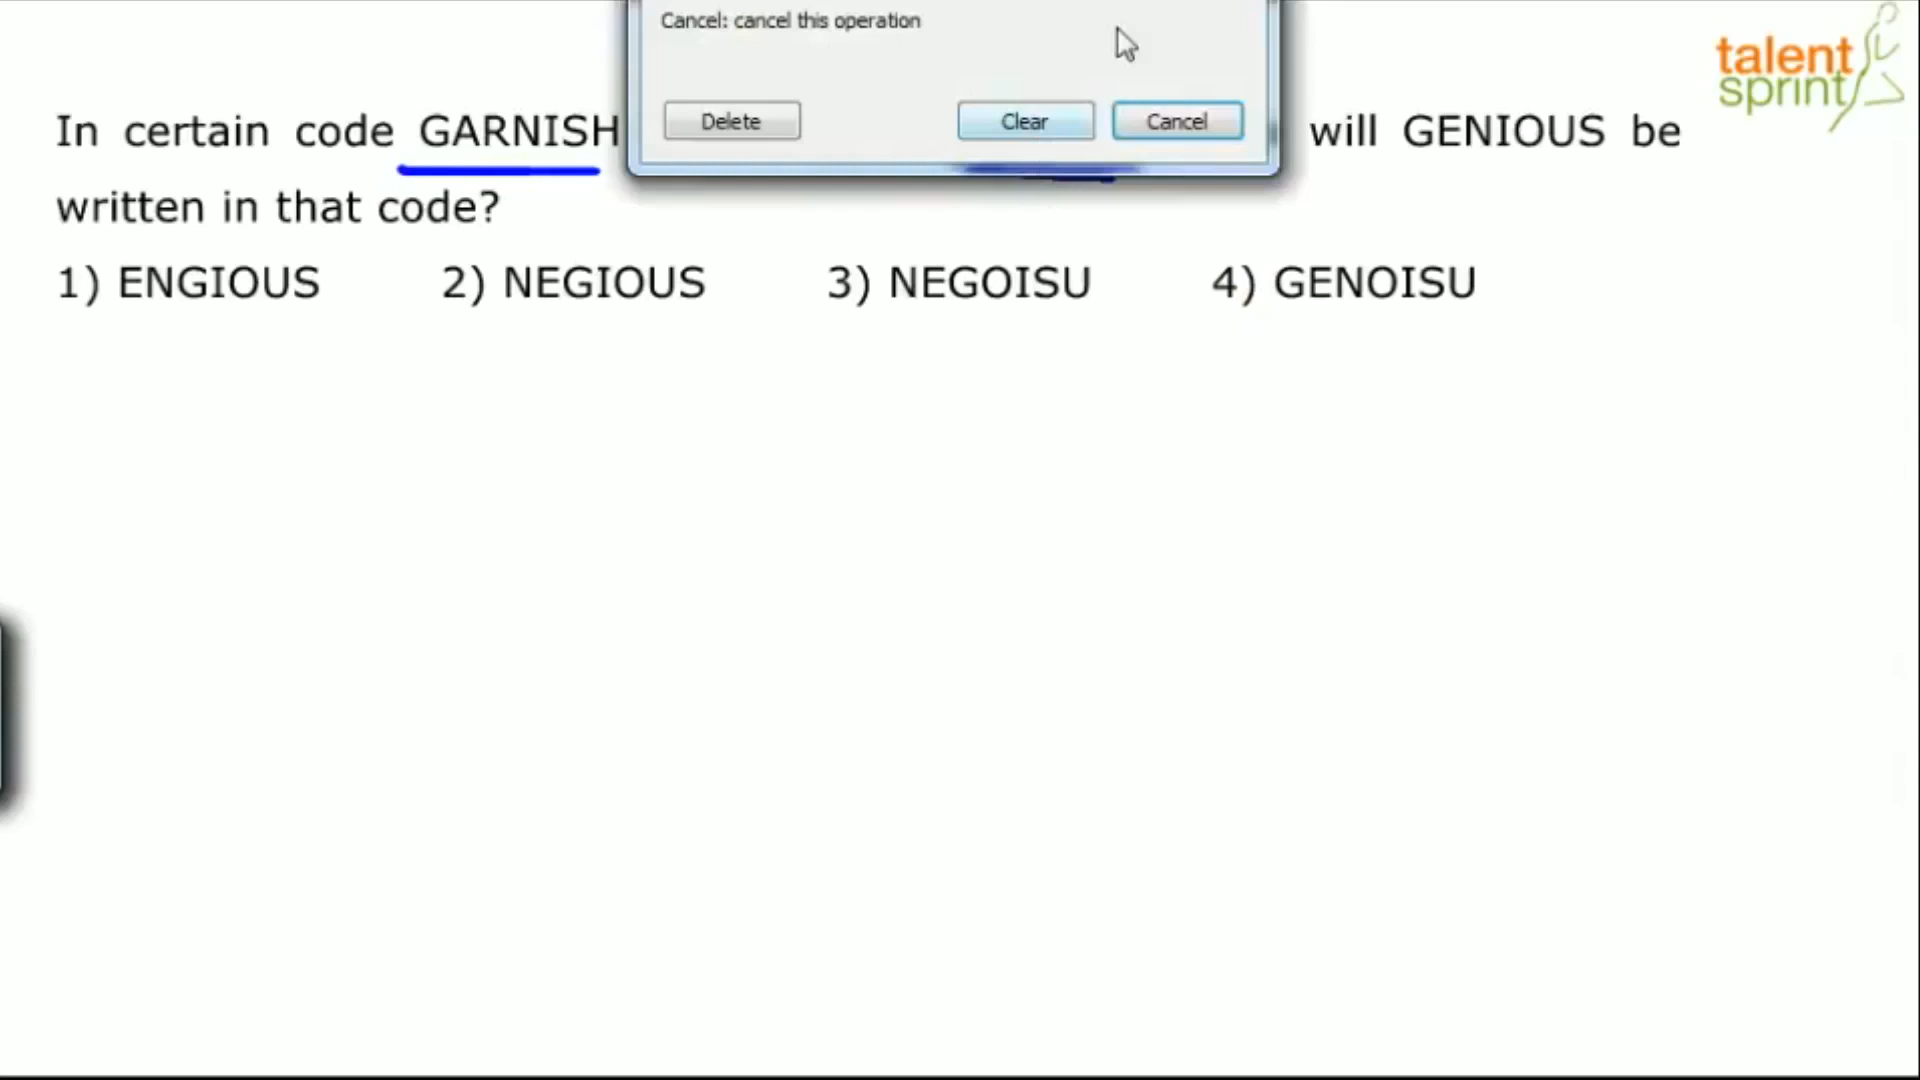 Cancel: cancel this operation
Delete Clear Cancel
talent
sprint
In certain code GARNISH will GENIOUS be
written in that code?
1) ENGIOUS 2) NEGIOUS 3) NEGOISU 4) GENOISU